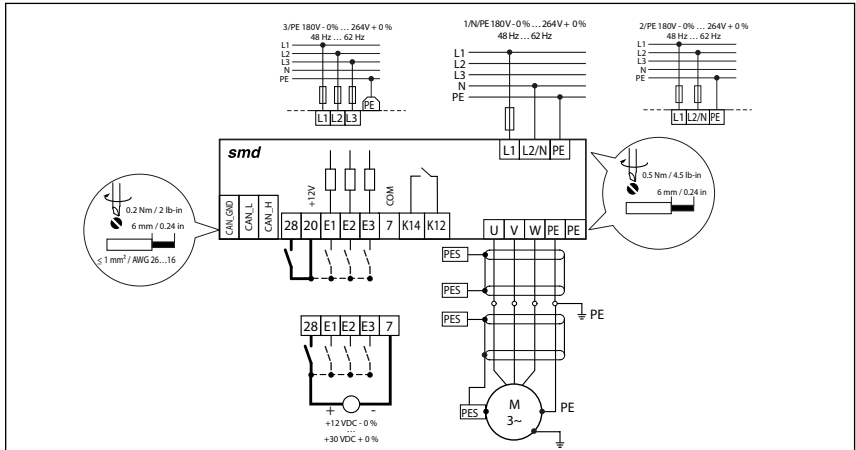 3/PE 180V - 0% … 264V + 0 %
48 Hz … 62 Hz
L1
L2
L3
N
PE
L1 L2 L3 PE
1/N/PE 180V - 0% … 264V + 0 %
48 Hz … 62 Hz
L1
L2
L3
N
PE
2/PE 180V - 0% … 264V + 0 %
48 Hz … 62 Hz
L1
L2
L3
N
PE
L1 L2/N PE
L1 L2/N PE
smd
0.2 Nm / 2 lb-in
6 mm / 0.24 in
≤ 1 mm² / AWG 26…16
0.5 Nm / 4.5 lb-in
6 mm / 0.24 in
+12V
COM
CAN_GND CAN_L CAN_H 28 20 E1 E2 E3 7 K14 K12
U V W PE PE
PES
PES
PES
PE
28 E1 E2 E3 7
+ -
+12 VDC - 0 %
…
+30 VDC + 0 %
PES
M
3~
PE